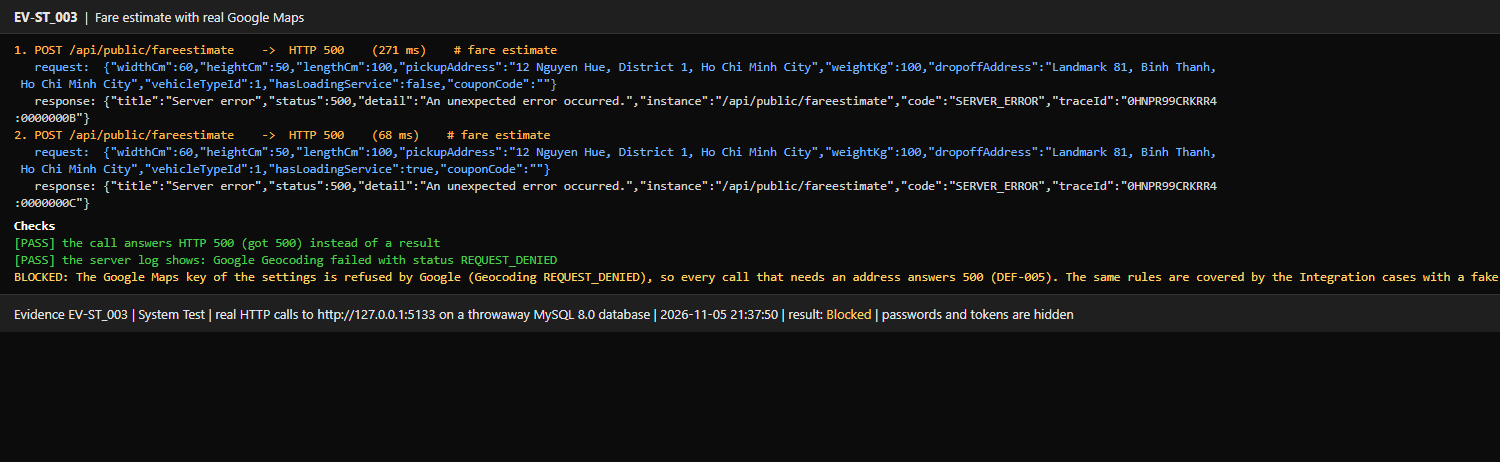 EV-ST_003 | Fare estimate with real Google Maps
1. POST /api/public/fareestimate -> HTTP 500 (271 ms) # fare estimate
request: {"widthCm":60,"heightCm":50,"lengthCm":100,"pickupAddress":"12 Nguyen Hue, District 1, Ho Chi Minh City","weightKg":100,"dropoffAddress":"Landmark 81, Binh Thanh,
Ho Chi Minh City","vehicleTypeId":1,"hasLoadingService":false,"couponCode":""}
response: {"title":"Server error","status":500,"detail":"An unexpected error occurred.","instance":"/api/public/fareestimate","code":"SERVER_ERROR","traceId":"0HNPR99CRKRR4
:0000000B"}
2. POST /api/public/fareestimate -> HTTP 500 (68 ms) # fare estimate
request: {"widthCm":60,"heightCm":50,"lengthCm":100,"pickupAddress":"12 Nguyen Hue, District 1, Ho Chi Minh City","weightKg":100,"dropoffAddress":"Landmark 81, Binh Thanh,
Ho Chi Minh City","vehicleTypeId":1,"hasLoadingService":true,"couponCode":""}
response: {"title":"Server error","status":500,"detail":"An unexpected error occurred.","instance":"/api/public/fareestimate","code":"SERVER_ERROR","traceId":"0HNPR99CRKRR4
:0000000C"}
Checks
[PASS] the call answers HTTP 500 (got 500) instead of a result
[PASS] the server log shows: Google Geocoding failed with status REQUEST_DENIED
BLOCKED: The Google Maps key of the settings is refused by Google (Geocoding REQUEST_DENIED), so every call that needs an address answers 500 (DEF-005). The same rules are covered by the Integration cases with a fake
Evidence EV-ST_003 | System Test | real HTTP calls to http://127.0.0.1:5133 on a throwaway MySQL 8.0 database | 2026-11-05 21:37:50 | result: Blocked | passwords and tokens are hidden